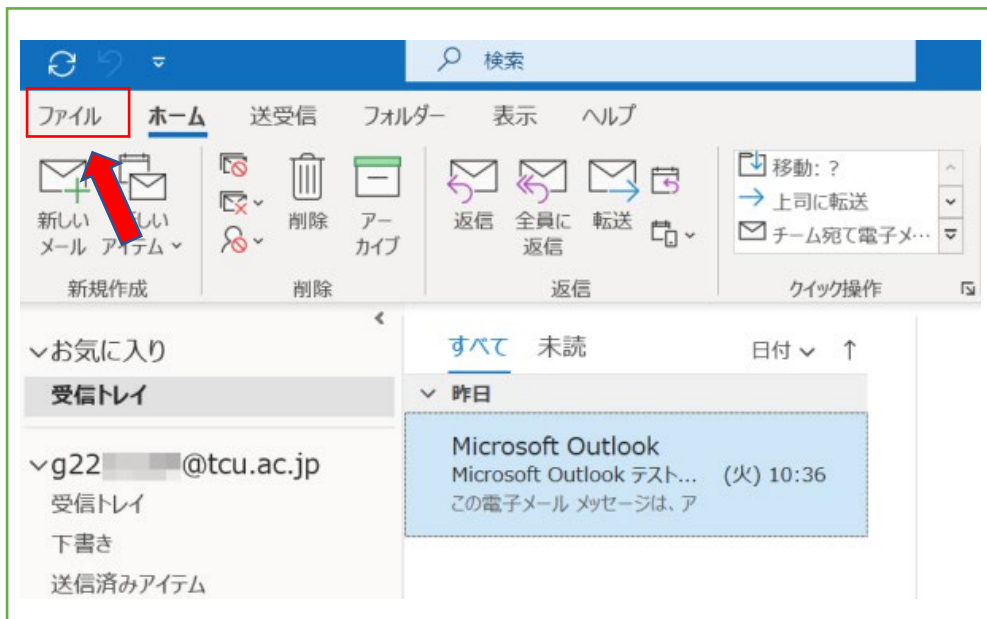 検索
ファイル ホーム 送受信 フォルダー 表示 ヘルプ
新しい
メール
しい
アイテム
削除
アー
カイブ
返信
全員に
返信
転送
移動: ?
上司に転送
チーム宛て電子メ…
新規作成 削除 返信 クイック操作
お気に入り
受信トレイ
g22 @tcu.ac.jp
受信トレイ
下書き
送信済みアイテム
すべて 未読 日付
昨日
Microsoft Outlook
Microsoft Outlook テスト... (火) 10:36
この電子メール メッセージは、ア